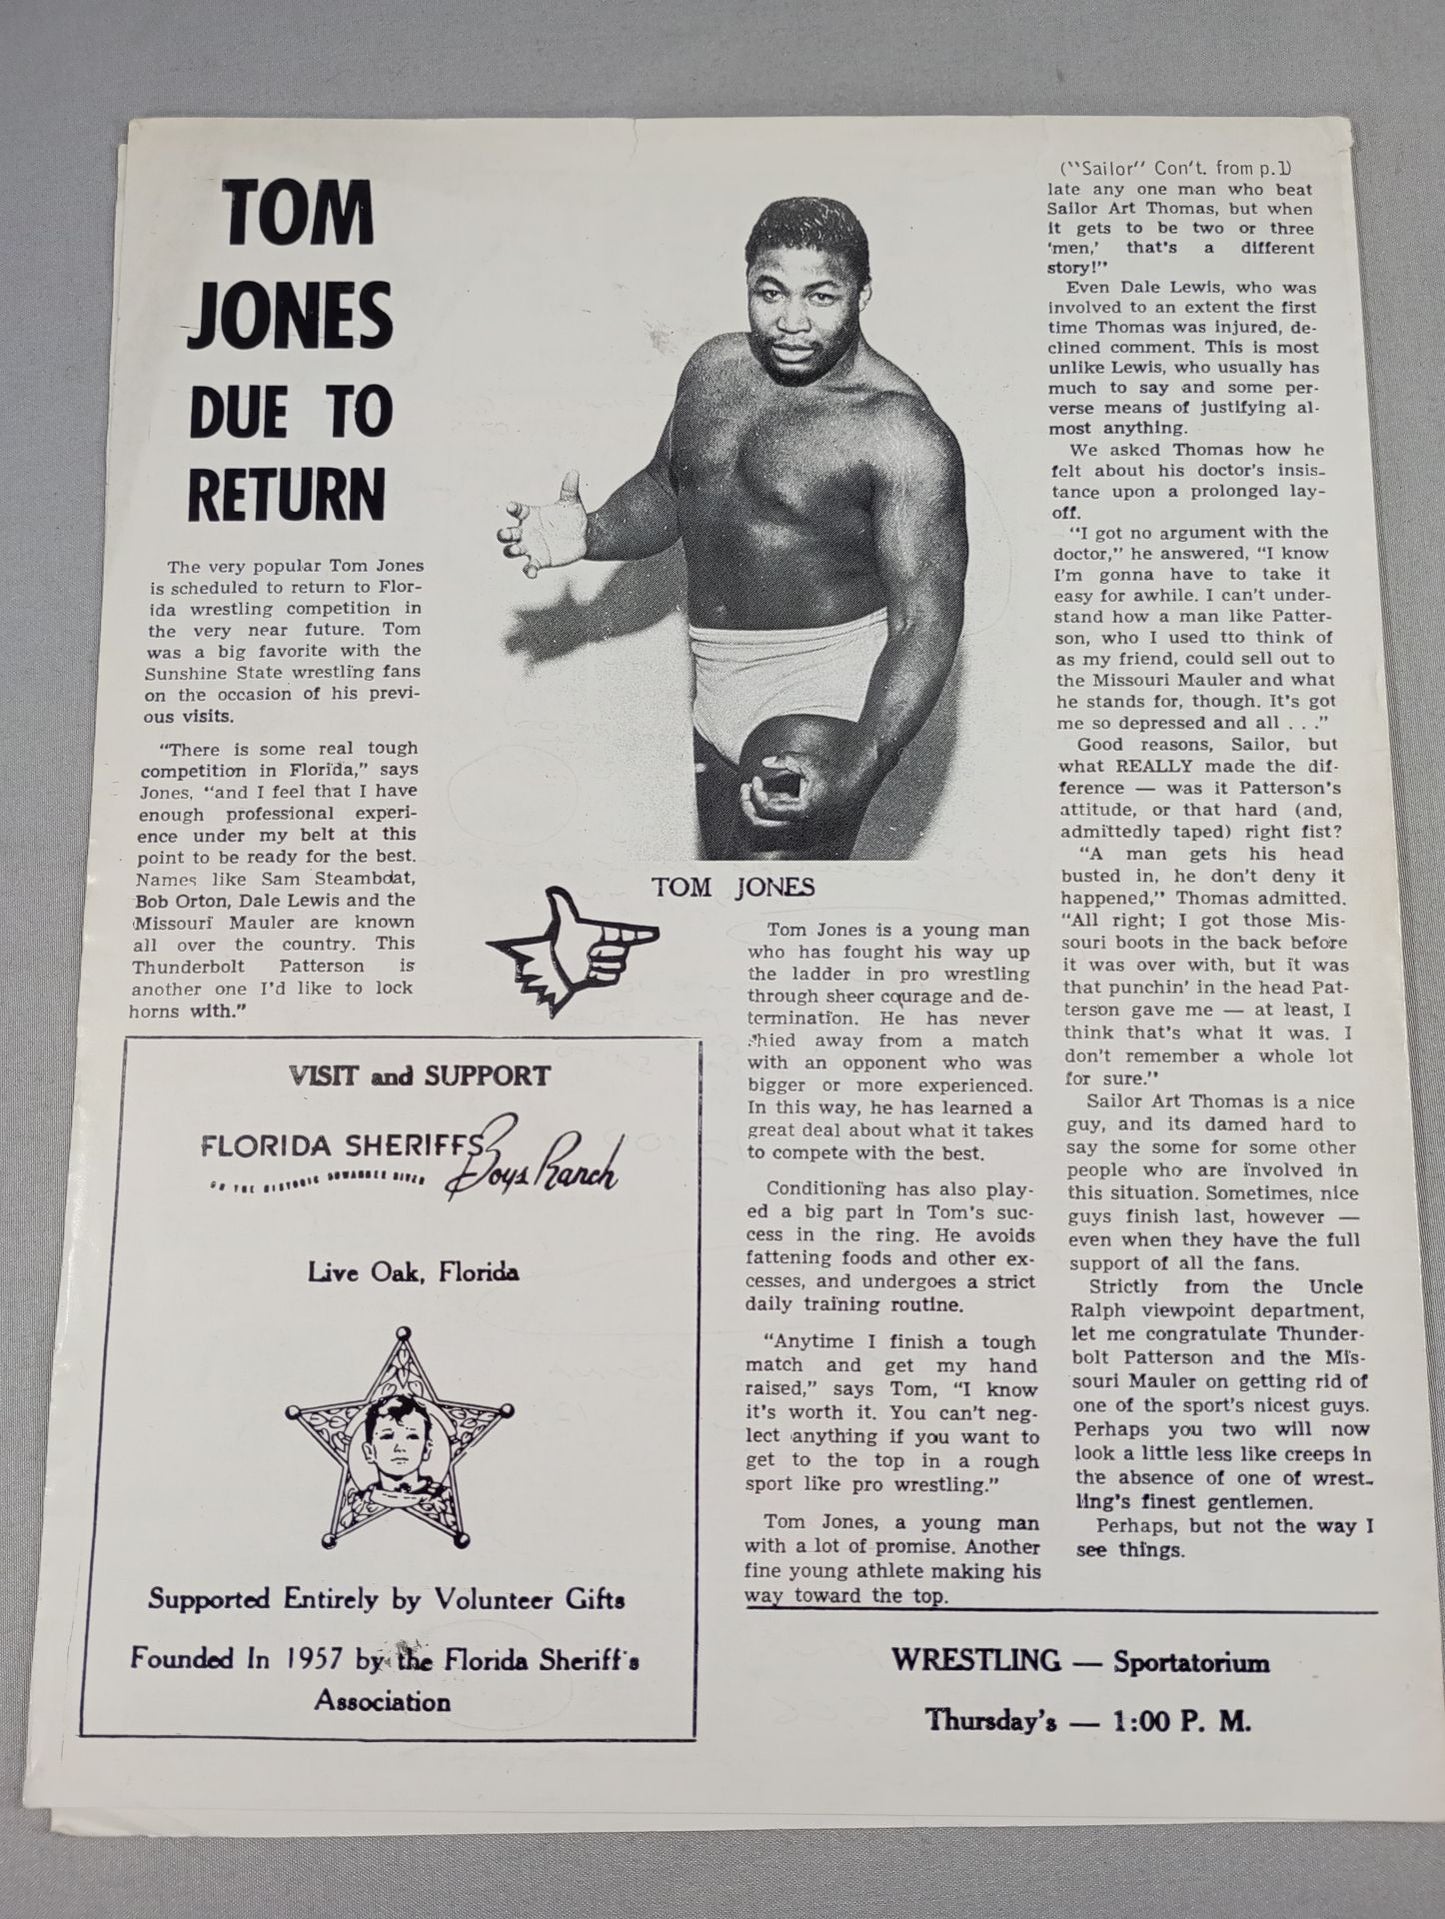 TOM
JONES
DUE TO
RETURN
The very popular Tom Jones
is scheduled to return to Flor-
ida wrestling competition in
the very near future. Tom
was a big favorite with the
Sunshine State wrestling fans
on the occasion of his previ-
ous visits.
“There is some real tough
competition in Florida,” says
Jones, “and I feel that I have
enough professional experi-
ence under my belt at this
point to be ready for the best.
Names like Sam Steamboat,
Bob Orton, Dale Lewis and the
Missouri Mauler are known
all over the country. This
Thunderbolt Patterson is
another one I’d like to lock
horns with.”
VISIT and SUPPORT
FLORIDA SHERIFFS Boys Ranch
ON THE HISTORIC SUWANNEE RIVER
Live Oak, Florida
Supported Entirely by Volunteer Gifts
Founded In 1957 by the Florida Sheriff's
Association
TOM JONES
Tom Jones is a young man
who has fought his way up
the ladder in pro wrestling
through sheer courage and de-
termination. He has never
shied away from a match
with an opponent who was
bigger or more experienced.
In this way, he has learned a
great deal about what it takes
to compete with the best.
Conditioning has also play-
ed a big part in Tom's suc-
cess in the ring. He avoids
fattening foods and other ex-
cesses, and undergoes a strict
daily training routine.
“Anytime I finish a tough
match and get my hand
raised,” says Tom, “I know
it's worth it. You can't neg-
lect anything if you want to
get to the top in a rough
sport like pro wrestling.”
Tom Jones, a young man
with a lot of promise. Another
fine young athlete making his
way toward the top.
(“Sailor” Con't. from p.1)
late any one man who beat
Sailor Art Thomas, but when
it gets to be two or three
‘men,’ that's a different
story!”
Even Dale Lewis, who was
involved to an extent the first
time Thomas was injured, de-
clined comment. This is most
unlike Lewis, who usually has
much to say and some per-
verse means of justifying al-
most anything.
We asked Thomas how he
felt about his doctor's insis-
tance upon a prolonged lay-
off.
“I got no argument with the
doctor,” he answered, “I know
I'm gonna have to take it
easy for awhile. I can't under-
stand how a man like Patter-
son, who I used tto think of
as my friend, could sell out to
the Missouri Mauler and what
he stands for, though. It's got
me so depressed and all . . .”
Good reasons, Sailor, but
what REALLY made the dif-
ference — was it Patterson's
attitude, or that hard (and,
admittedly taped) right fist?
“A man gets his head
busted in, he don't deny it
happened,” Thomas admitted.
“All right; I got those Mis-
souri boots in the back before
it was over with, but it was
that punchin' in the head Pat-
terson gave me — at least, I
think that's what it was. I
don't remember a whole lot
for sure.”
Sailor Art Thomas is a nice
guy, and its damed hard to
say the some for some other
people who are involved in
this situation. Sometimes, nice
guys finish last, however —
even when they have the full
support of all the fans.
Strictly from the Uncle
Ralph viewpoint department,
let me congratulate Thunder-
bolt Patterson and the Mis-
souri Mauler on getting rid of
one of the sport's nicest guys.
Perhaps you two will now
look a little less like creeps in
the absence of one of wrest-
ling's finest gentlemen.
Perhaps, but not the way I
see things.
WRESTLING — Sportatorium
Thursday's — 1:00 P. M.